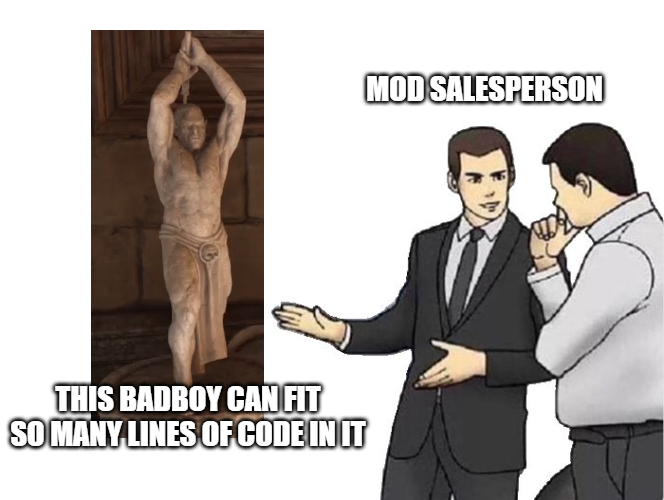 MOD SALESPERSON
THIS BADBOY CAN FIT
SO MANY LINES OF CODE IN IT